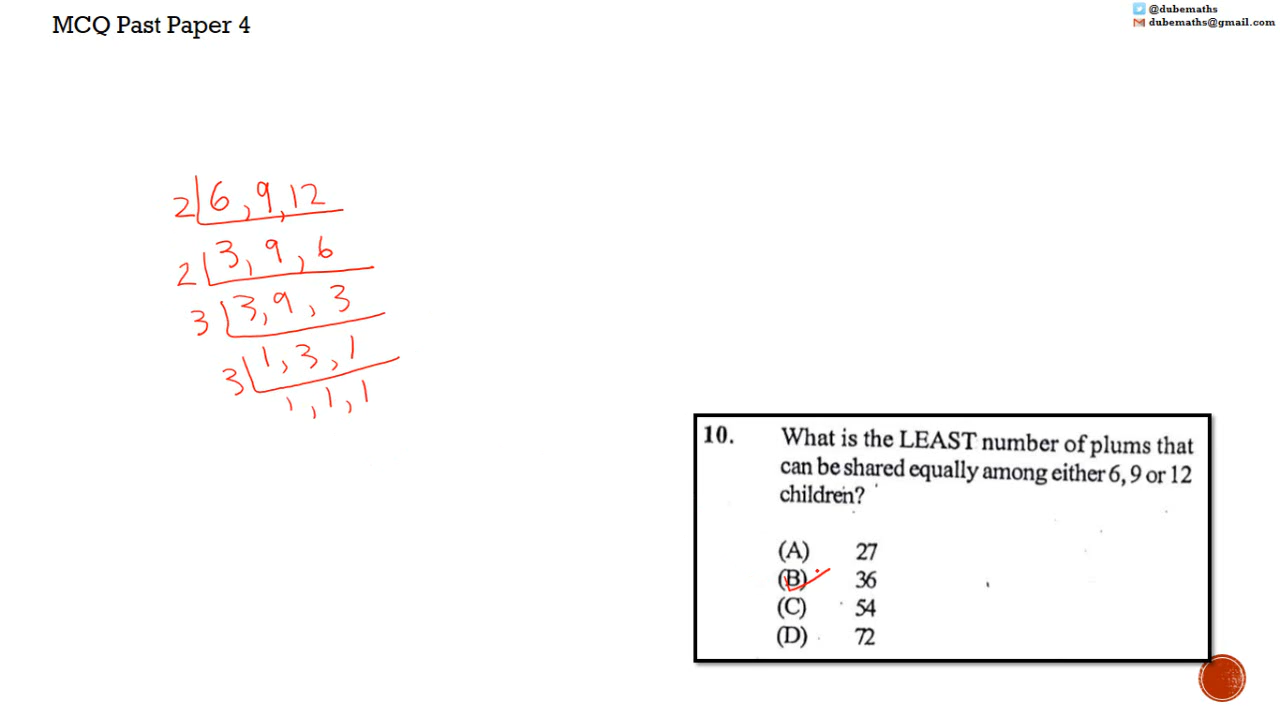 MCQ Past Paper 4
@dubemaths
dubemaths@gmail.com
2 6, 9, 12
2 3, 9, 6
3 3, 9, 3
3 1, 3, 1
1, 1, 1
10. What is the LEAST number of plums that
can be shared equally among either 6, 9 or 12
children?
(A) 27
(B) 36
(C) 54
(D) 72